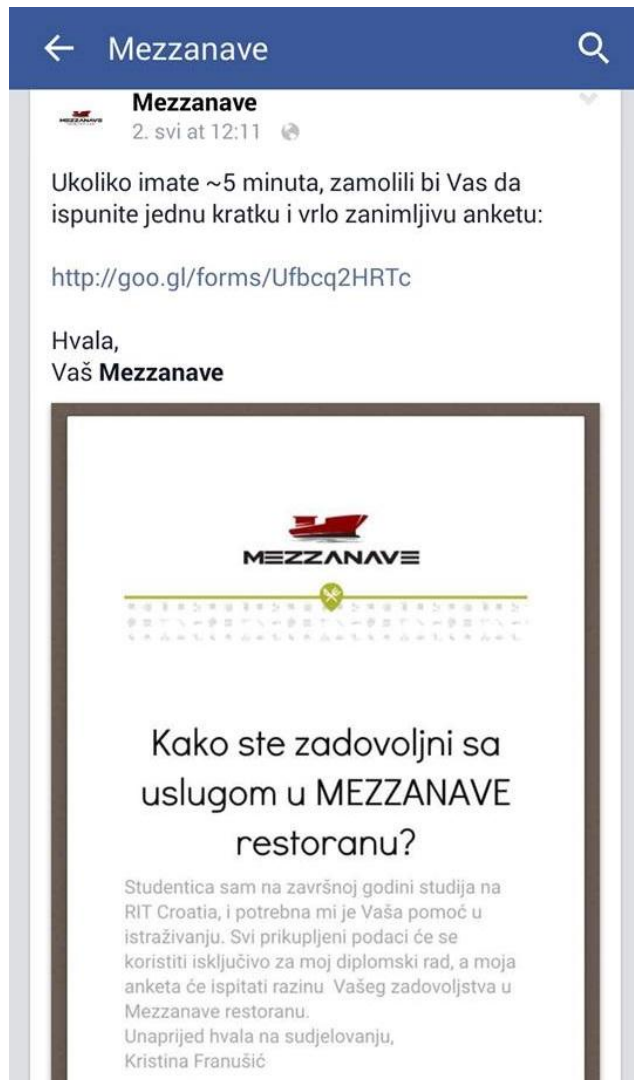 Mezzanave
MEZZANAVE
Mezzanave
2. svi at 12:11
Ukoliko imate ~5 minuta, zamolili bi Vas da
ispunite jednu kratku i vrlo zanimljivu anketu:
http://goo.gl/forms/Ufbcq2HRTc
Hvala,
Vaš Mezzanave
MEZZANAVE
Kako ste zadovoljni sa
uslugom u MEZZANAVE
restoranu?
Studentica sam na završnoj godini studija na
RIT Croatia, i potrebna mi je Vaša pomoć u
istraživanju. Svi prikupljeni podaci će se
koristiti isključivo za moj diplomski rad, a moja
anketa će ispitati razinu Vašeg zadovoljstva u
Mezzanave restoranu.
Unaprijed hvala na sudjelovanju,
Kristina Franušić